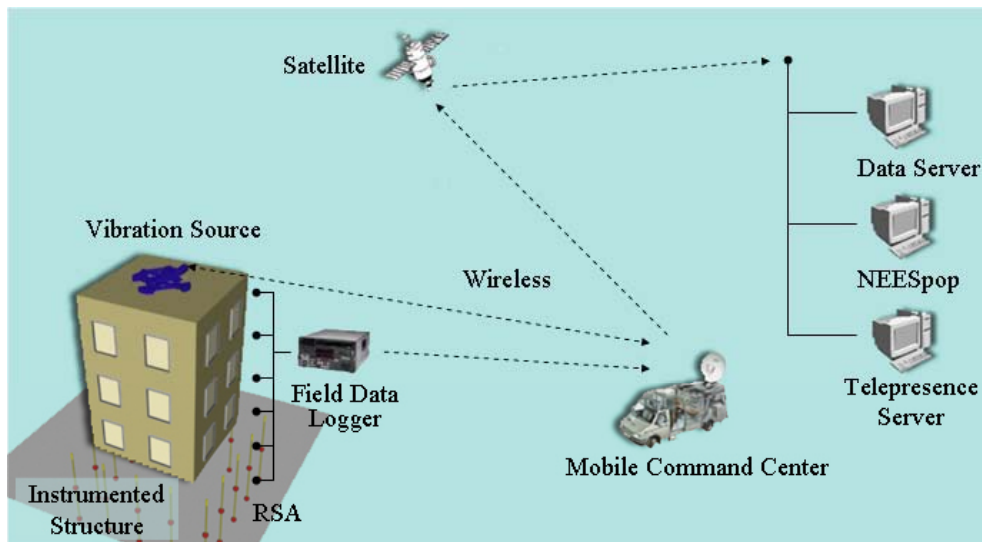 Satellite
Data Server
Vibration Source
Wireless
NEESpop
Field Data
Logger
Telepresence
Server
Mobile Command Center
Instrumented
Structure
RSA